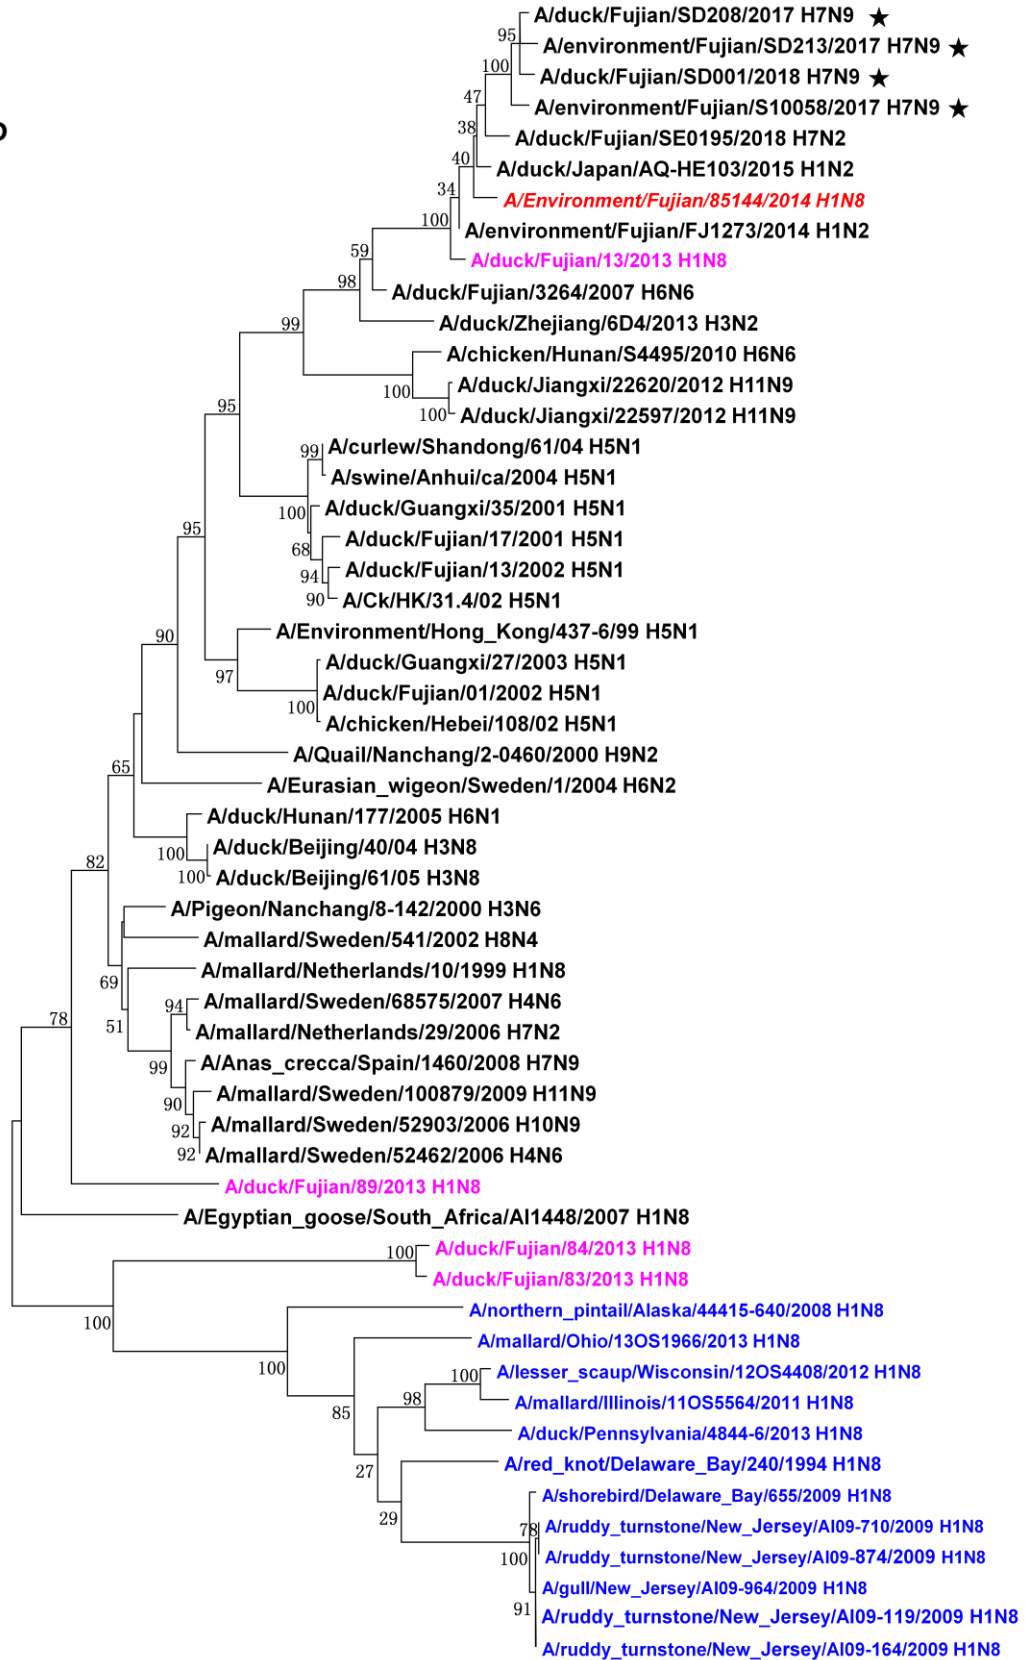 A/duck/Fujian/SD208/2017 H7N9 ★
95
A/environment/Fujian/SD213/2017 H7N9 ★
100
A/duck/Fujian/SD001/2018 H7N9 ★
47
A/environment/Fujian/S10058/2017 H7N9 ★
38
A/duck/Fujian/SE0195/2018 H7N2
40
A/duck/Japan/AQ-HE103/2015 H1N2
34
A/Environment/Fujian/85144/2014 H1N8
100
A/environment/Fujian/FJ1273/2014 H1N2
59
A/duck/Fujian/13/2013 H1N8
98
A/duck/Fujian/3264/2007 H6N6
99
A/duck/Zhejiang/6D4/2013 H3N2
A/chicken/Hunan/S4495/2010 H6N6
100
A/duck/Jiangxi/22620/2012 H11N9
95
100
A/duck/Jiangxi/22597/2012 H11N9
99
A/curlew/Shandong/61/04 H5N1
A/swine/Anhui/ca/2004 H5N1
100
A/duck/Guangxi/35/2001 H5N1
95
68
A/duck/Fujian/17/2001 H5N1
94
A/duck/Fujian/13/2002 H5N1
90
A/Ck/HK/31.4/02 H5N1
90
A/Environment/Hong_Kong/437-6/99 H5N1
97
A/duck/Guangxi/27/2003 H5N1
A/duck/Fujian/01/2002 H5N1
100
A/chicken/Hebei/108/02 H5N1
A/Quail/Nanchang/2-0460/2000 H9N2
65
A/Eurasian_wigeon/Sweden/1/2004 H6N2
A/duck/Hunan/177/2005 H6N1
100
A/duck/Beijing/40/04 H3N8
82
100
A/duck/Beijing/61/05 H3N8
A/Pigeon/Nanchang/8-142/2000 H3N6
A/mallard/Sweden/541/2002 H8N4
69
A/mallard/Netherlands/10/1999 H1N8
94
A/mallard/Sweden/68575/2007 H4N6
78
51
A/mallard/Netherlands/29/2006 H7N2
99
A/Anas_crecca/Spain/1460/2008 H7N9
90
A/mallard/Sweden/100879/2009 H11N9
92
A/mallard/Sweden/52903/2006 H10N9
92
A/mallard/Sweden/52462/2006 H4N6
A/duck/Fujian/89/2013 H1N8
A/Egyptian_goose/South_Africa/AI1448/2007 H1N8
100
A/duck/Fujian/84/2013 H1N8
A/duck/Fujian/83/2013 H1N8
100
A/northern_pintail/Alaska/44415-640/2008 H1N8
A/mallard/Ohio/13OS1966/2013 H1N8
100
A/lesser_scaup/Wisconsin/12OS4408/2012 H1N8
100
98
A/mallard/Illinois/11OS5564/2011 H1N8
85
A/duck/Pennsylvania/4844-6/2013 H1N8
27
A/red_knot/Delaware_Bay/240/1994 H1N8
A/shorebird/Delaware_Bay/655/2009 H1N8
29
78
A/ruddy_turnstone/New_Jersey/AI09-710/2009 H1N8
100
A/ruddy_turnstone/New_Jersey/AI09-874/2009 H1N8
A/gull/New_Jersey/AI09-964/2009 H1N8
91
A/ruddy_turnstone/New_Jersey/AI09-119/2009 H1N8
A/ruddy_turnstone/New_Jersey/AI09-164/2009 H1N8